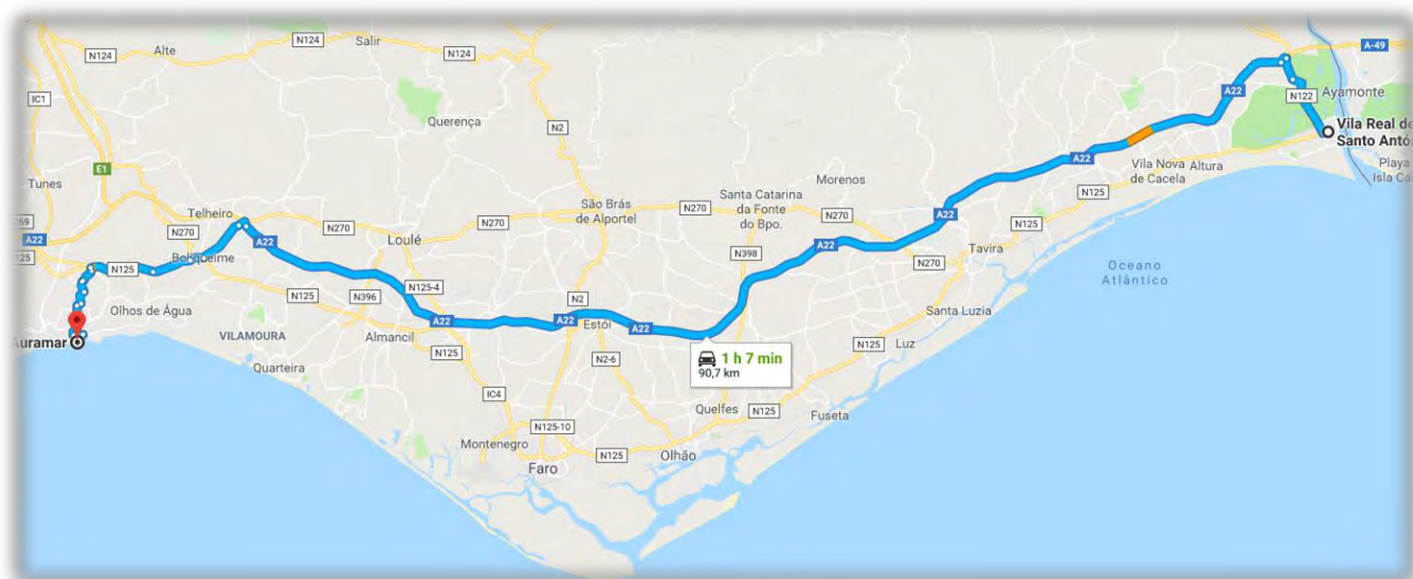 N124
Alte
N124
Salir
N124
A-49
IC1
Querença
N2
A22
N122
Ayamonte
Vila Real de
Santo Antó
Playa
Isla Ca
E1
Tunes
Morenos
A22
Vila Nova
de Cacela
Altura
N125
Santa Catarina
da Fonte
do Bpo.
São Brás
de Alportel
N270
N270
N270
Telheiro
N270
Loulé
N270
A22
N125
269
A22
N125
N270
A22
Boliqueime
N125
A22
N398
N270
Tavira
Oceano
Atlântico
N125-4
N396
N125
N2
Olhos de Água
VILAMOURA
Almancil
A22
A22
Estói
A22
Santa Luzia
Auramar
Quarteira
N125
N2-6
1 h 7 min
90,7 km
Luz
IC4
Quelfes
N125
Fuseta
N125-10
Montenegro
Faro
N125
Olhão